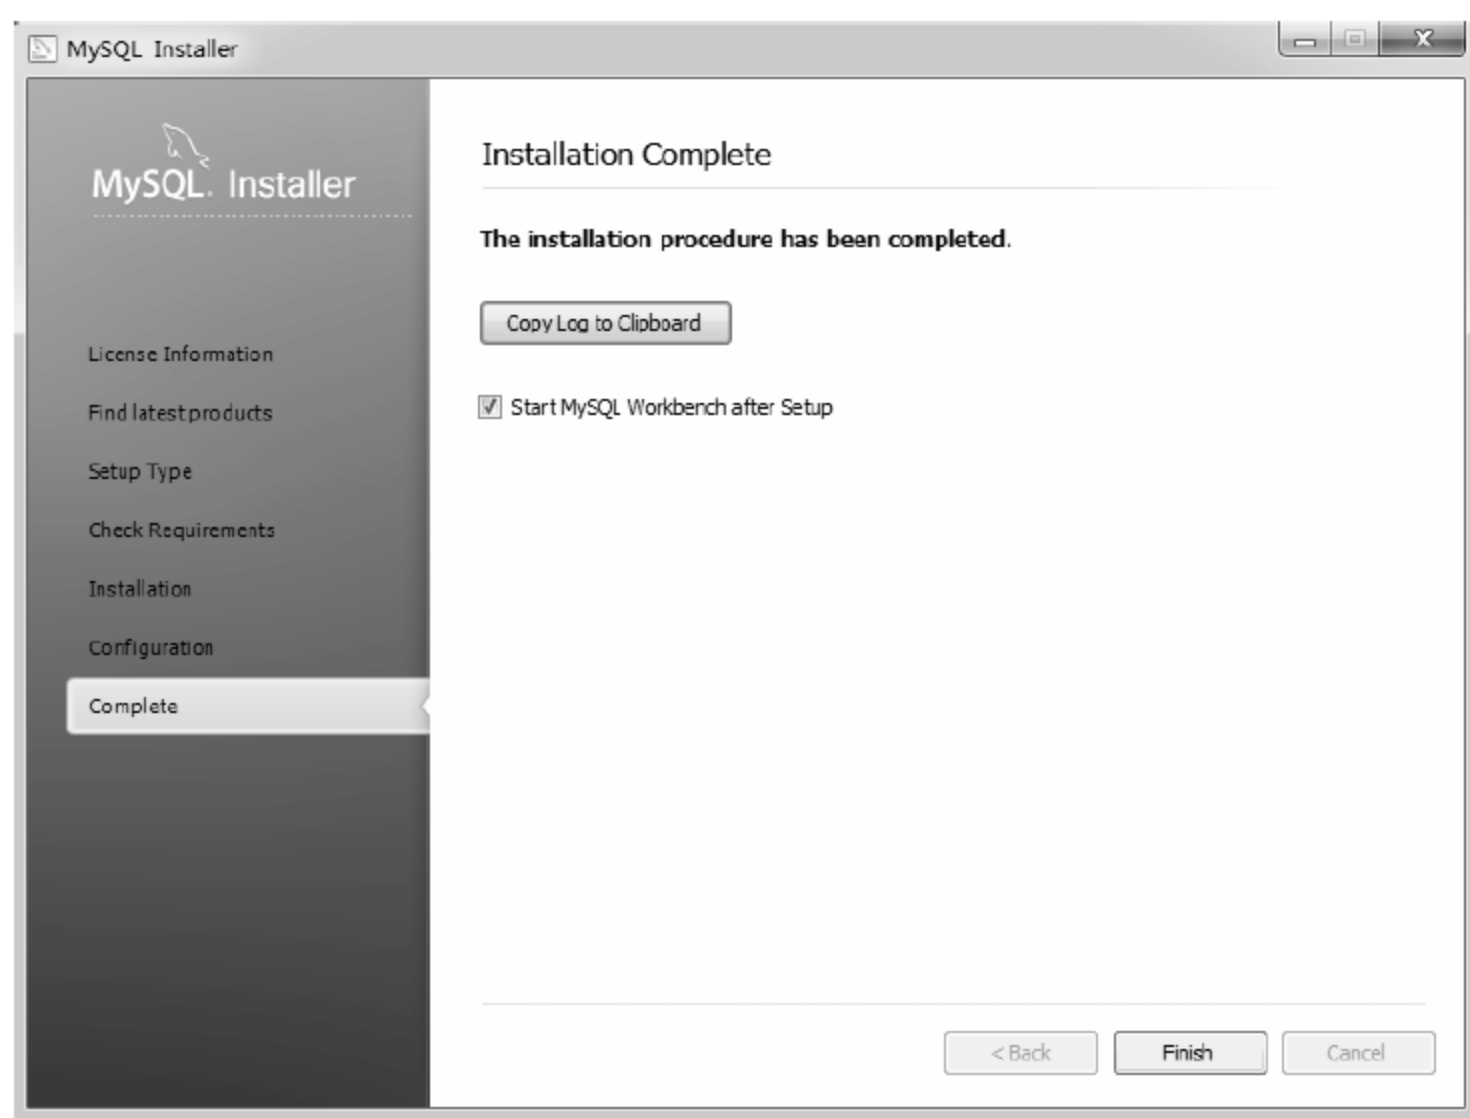 MySQL Installer
MySQL. Installer
License Information
Find latest products
Setup Type
Check Requirements
Installation
Configuration
Complete
Installation Complete
The installation procedure has been completed.
Copy Log to Clipboard
Start MySQL Workbench after Setup
< Back
Finish
Cancel